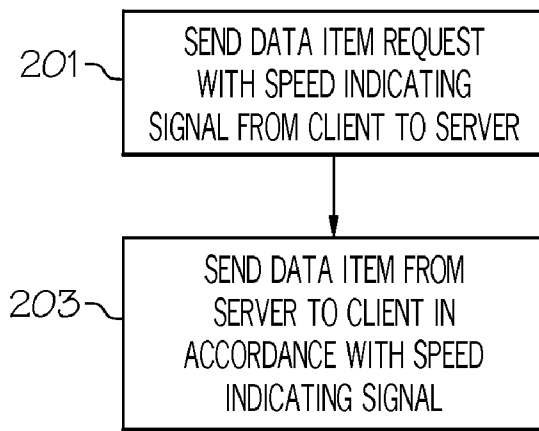 201
SEND DATA ITEM REQUEST
WITH SPEED INDICATING
SIGNAL FROM CLIENT TO SERVER
203
SEND DATA ITEM FROM
SERVER TO CLIENT IN
ACCORDANCE WITH SPEED
INDICATING SIGNAL